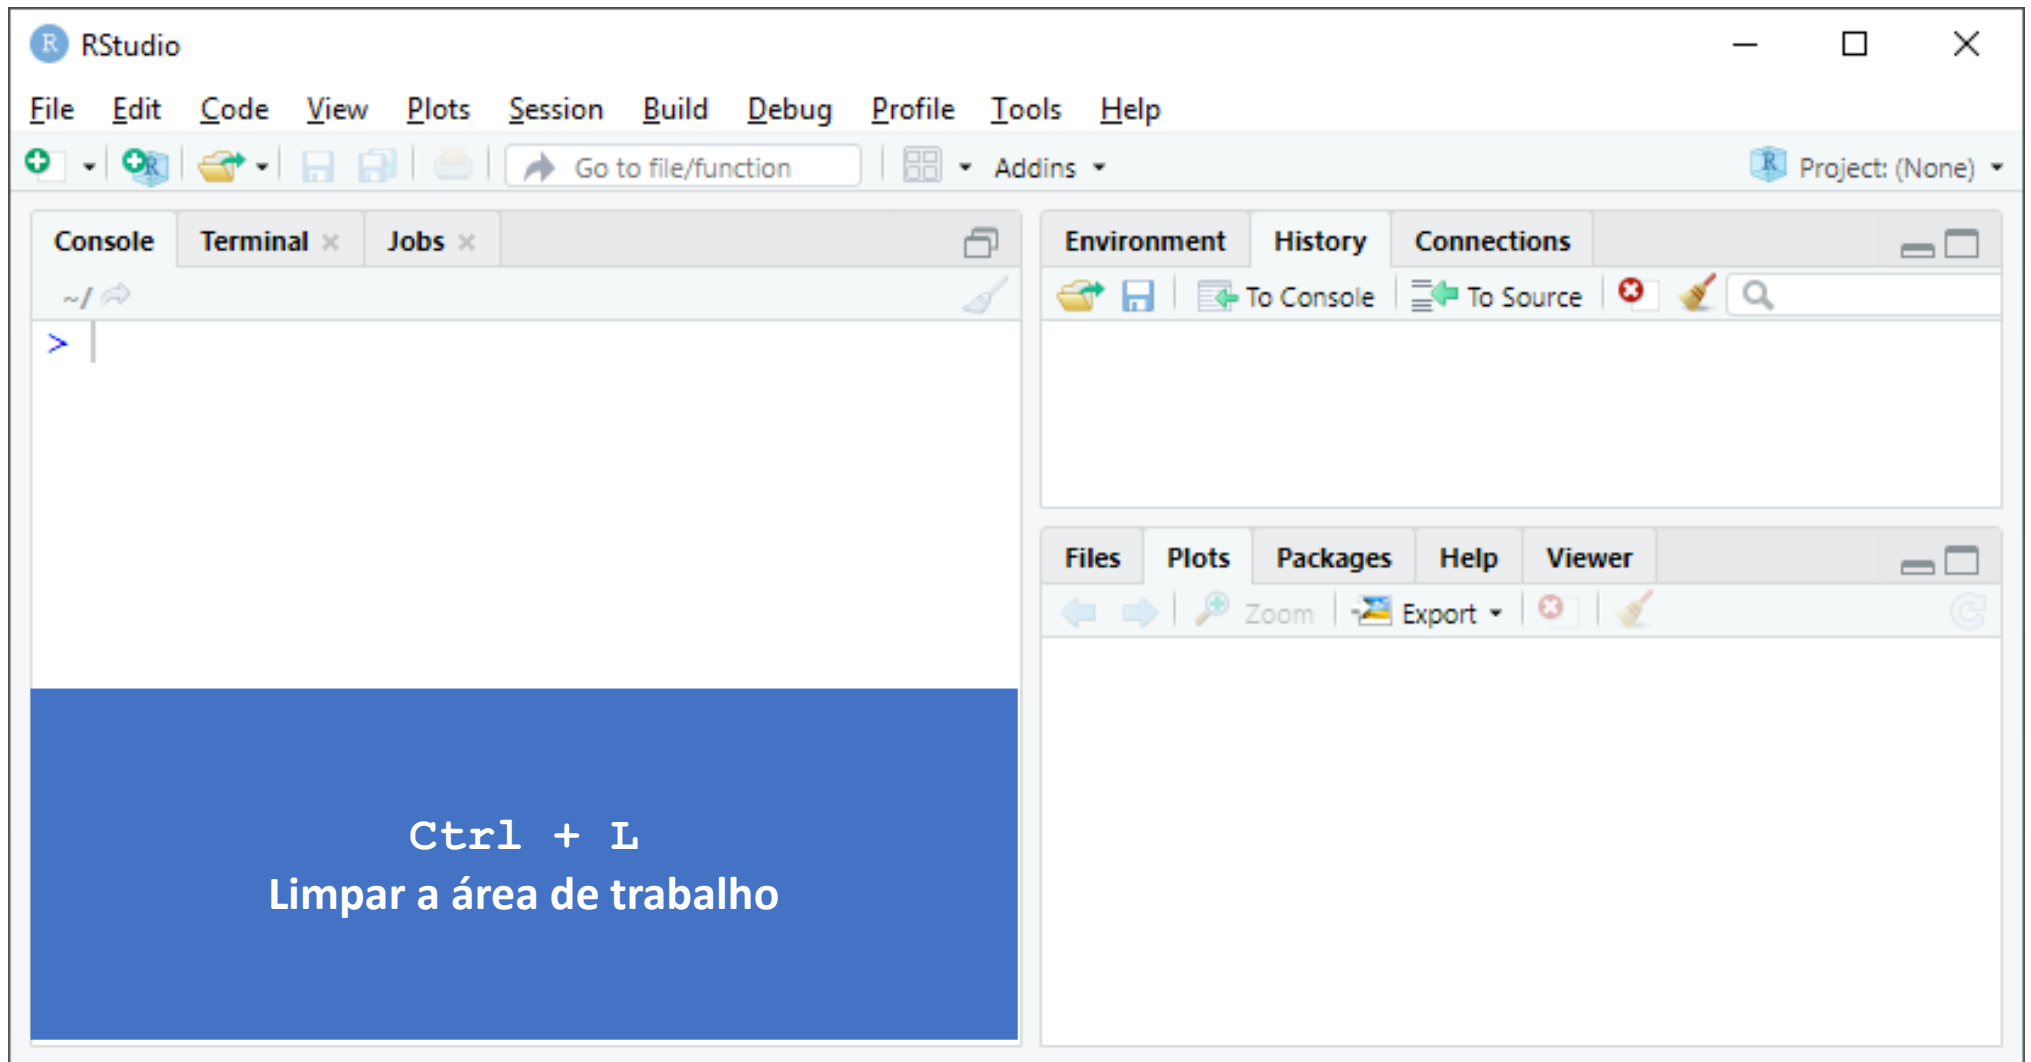 RStudio
File Edit Code View Plots Session Build Debug Profile Tools Help
Go to file/function Addins Project: (None)
Console Terminal Jobs
~/
>
Environment History Connections
To Console To Source
Files Plots Packages Help Viewer
Zoom Export
Ctrl + L
Limpar a área de trabalho